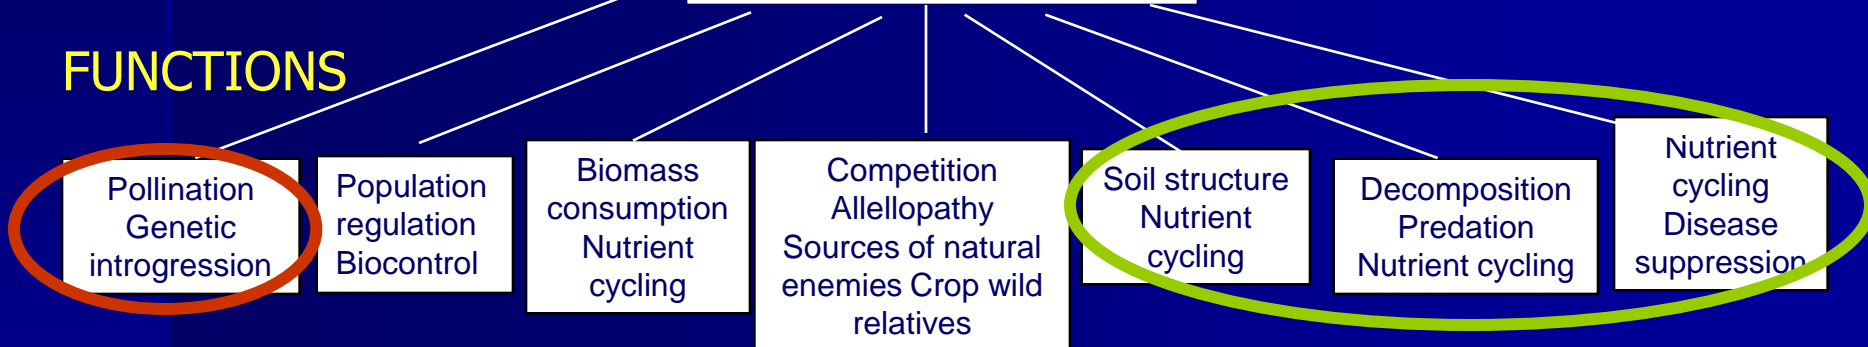 FUNCTIONS
Pollination
Genetic
introgression
Population
regulation
Biocontrol
Biomass
consumption
Nutrient
cycling
Competition
Allellopathy
Sources of natural
enemies Crop wild
relatives
Soil structure
Nutrient
cycling
Decomposition
Predation
Nutrient cycling
Nutrient
cycling
Disease
suppression